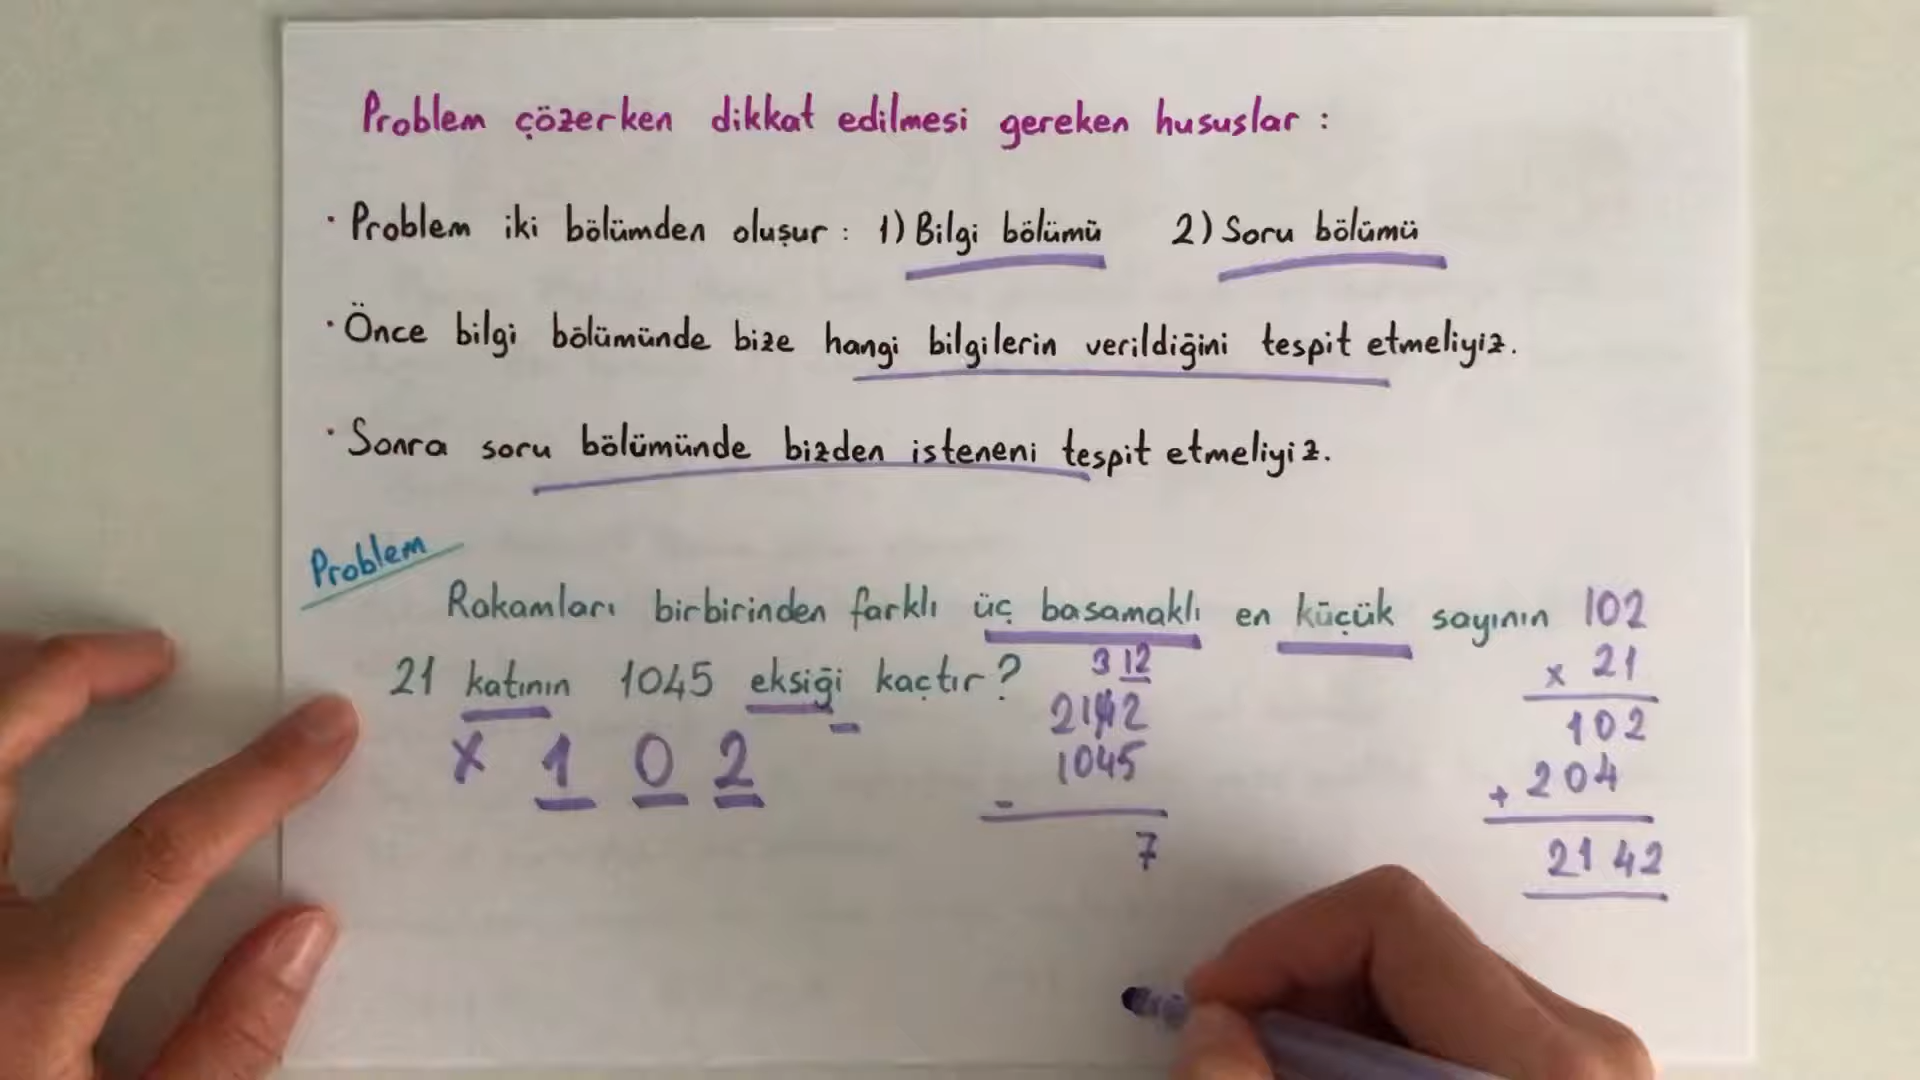 Problem çözerken dikkat edilmesi gereken hususlar :
· Problem iki bölümden oluşur : 1) Bilgi bölümü 2) Soru bölümü
· Önce bilgi bölümünde bize hangi bilgilerin verildiğini tespit etmeliyiz.
· Sonra soru bölümünde bizden isteneni tespit etmeliyiz.
Problem
Rakamları birbirinden farklı üç basamaklı en küçük sayının
21 katının 1045 eksiği kaçtır?
x 1 0 2 -
3 12
2142
1045
-
7
102
x 21
102
+ 204
2142